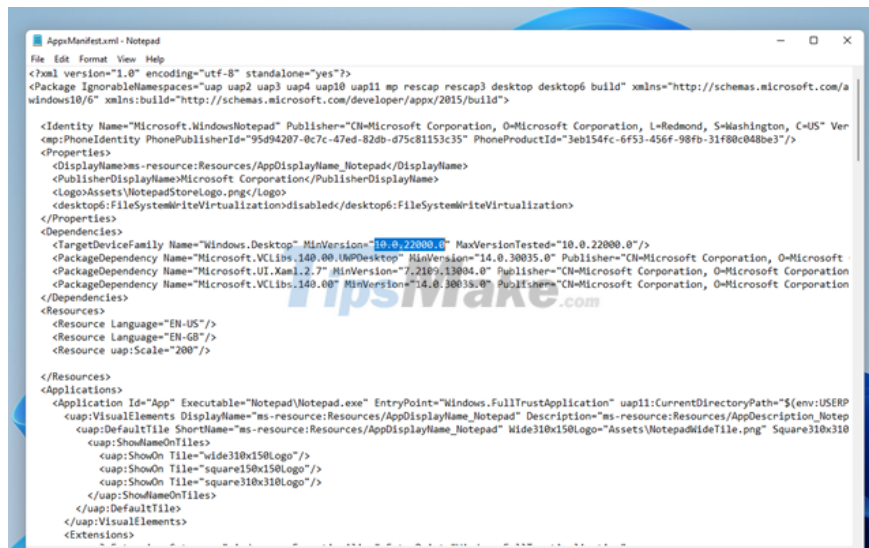 AppxManifest.xml - Notepad
File Edit Format View Help
<?xml version="1.0" encoding="utf-8" standalone="yes"?>
<Package IgnorableNamespaces="uap uap2 uap3 uap4 uap10 uap11 mp rescap rescap3 desktop desktop6 build" xmlns="http://schemas.microsoft.com/a
windows10/6" xmlns:build="http://schemas.microsoft.com/developer/appx/2015/build">
<Identity Name="Microsoft.WindowsNotepad" Publisher="CN=Microsoft Corporation, O=Microsoft Corporation, L=Redmond, S=Washington, C=US" Ver
<mp:PhoneIdentity PhonePublisherId="95d94207-0c7c-47ed-82db-d75c81153c35" PhoneProductId="3eb154fc-6f53-456f-98fb-31f80c048be3"/>
<Properties>
<DisplayName>ms-resource:Resources/AppDisplayName_Notepad</DisplayName>
<PublisherDisplayName>Microsoft Corporation</PublisherDisplayName>
<Logo>Assets\NotepadStoreLogo.png</Logo>
<desktop6:FileSystemWriteVirtualization>disabled</desktop6:FileSystemWriteVirtualization>
</Properties>
<Dependencies>
<TargetDeviceFamily Name="Windows.Desktop" MinVersion="10.0.22000.0" MaxVersionTested="10.0.22000.0"/>
<PackageDependency Name="Microsoft.VCLibs.140.00.UWPDesktop" MinVersion="14.0.30035.0" Publisher="CN=Microsoft Corporation, O=Microsoft
<PackageDependency Name="Microsoft.UI.Xaml.2.7" MinVersion="7.2109.13004.0" Publisher="CN=Microsoft Corporation, O=Microsoft Corporation
<PackageDependency Name="Microsoft.VCLibs.140.00" MinVersion="14.0.30035.0" Publisher="CN=Microsoft Corporation, O=Microsoft Corporation
TipsMake.com
</Dependencies>
<Resources>
<Resource Language="EN-US"/>
<Resource Language="EN-GB"/>
<Resource uap:Scale="200"/>
</Resources>
<Applications>
<Application Id="App" Executable="Notepad\Notepad.exe" EntryPoint="Windows.FullTrustApplication" uap11:CurrentDirectoryPath="$(env:USERP
<uap:VisualElements DisplayName="ms-resource:Resources/AppDisplayName_Notepad" Description="ms-resource:Resources/AppDescription_Notep
<uap:DefaultTile ShortName="ms-resource:Resources/AppDisplayName_Notepad" Wide310x150Logo="Assets\NotepadWideTile.png" Square310x310
<uap:ShowNameOnTiles>
<uap:ShowOn Tile="wide310x150Logo"/>
<uap:ShowOn Tile="square150x150Logo"/>
<uap:ShowOn Tile="square310x310Logo"/>
</uap:ShowNameOnTiles>
</uap:DefaultTile>
</uap:VisualElements>
<Extensions>